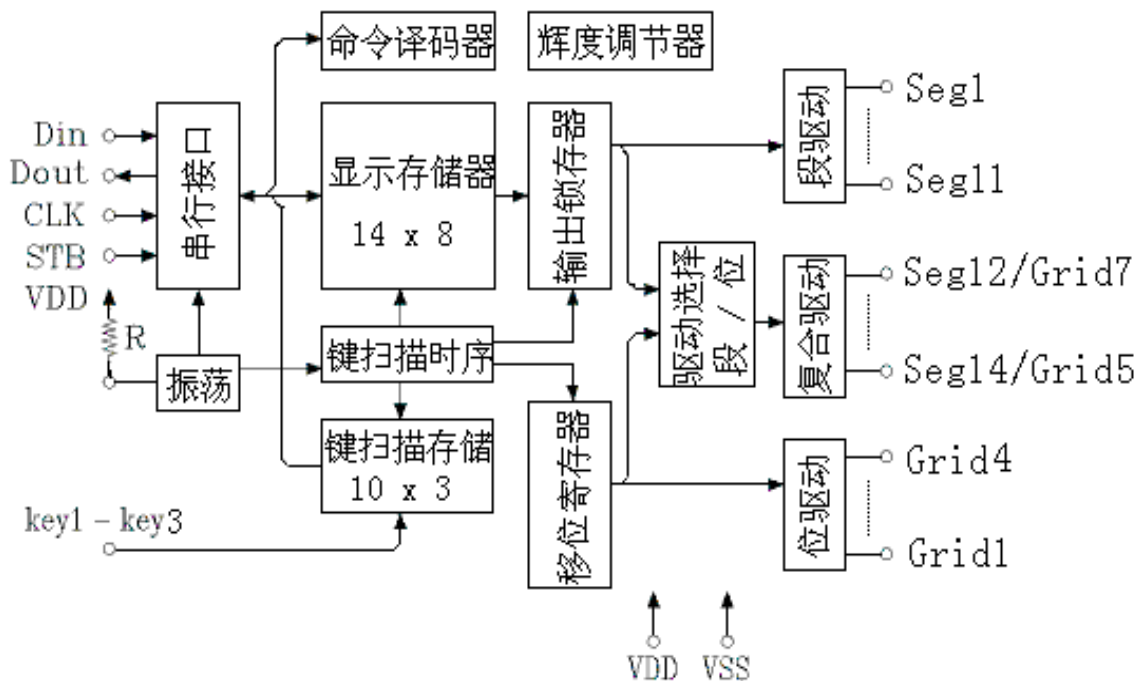 命令译码器
辉度调节器
Din
Dout
CLK
STB
VDD
R
串行接口
振荡
显示存储器
14 x 8
键扫描时序
键扫描存储
10 x 3
key1-key3
输出锁存器
移位寄存器
驱动选择
段/位
段驱动
复合驱动
位驱动
Seg1
Seg11
Seg12/Grid7
Seg14/Grid5
Grid4
Grid1
VDD
VSS